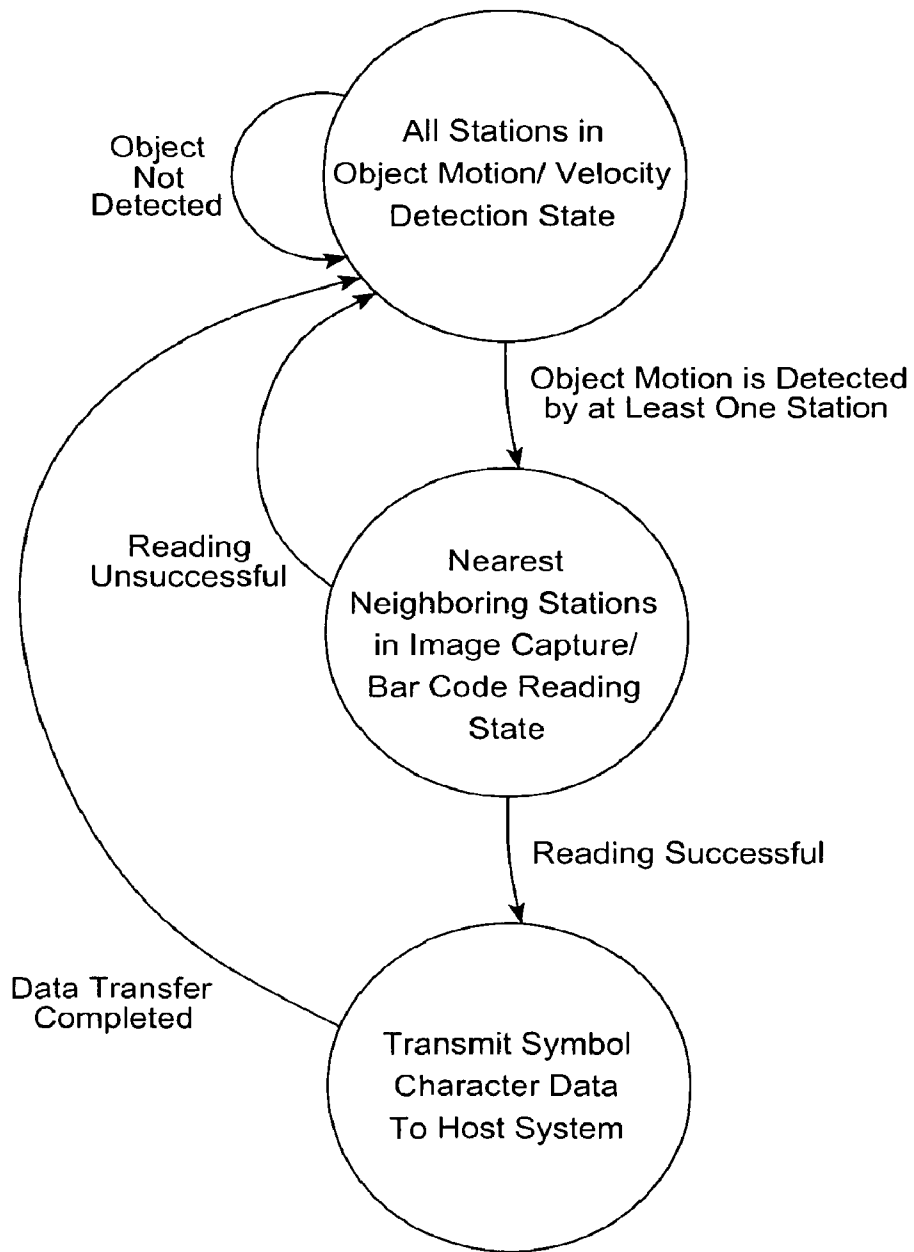 All Stations in
Object Motion/ Velocity
Detection State
Object
Not
Detected
Object Motion is Detected
by at Least One Station
Reading
Unsuccessful
Nearest
Neighboring Stations
in Image Capture/
Bar Code Reading
State
Reading Successful
Data Transfer
Completed
Transmit Symbol
Character Data
To Host System